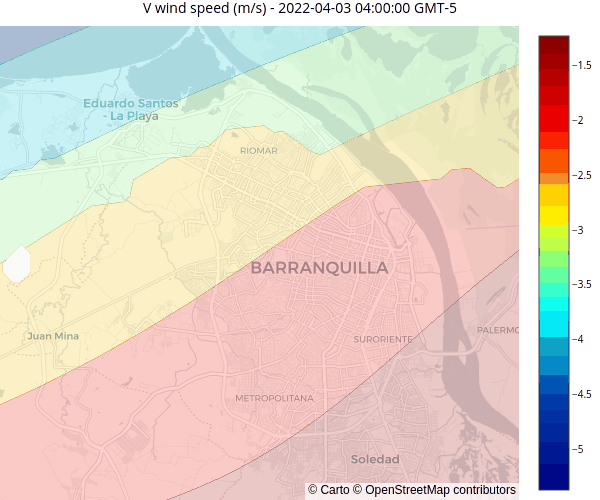 V wind speed (m/s) - 2022-04-03 04:00:00 GMT-5
−1.5
Eduardo Santos
- La Playa
−2
RIOMAR
−2.5
−3
BARRANQUILLA
−3.5
Juan Mina
SURORIENTE
PALERMO
−4
METROPOLITANA
−4.5
Soledad
−5
© Carto © OpenStreetMap contributors